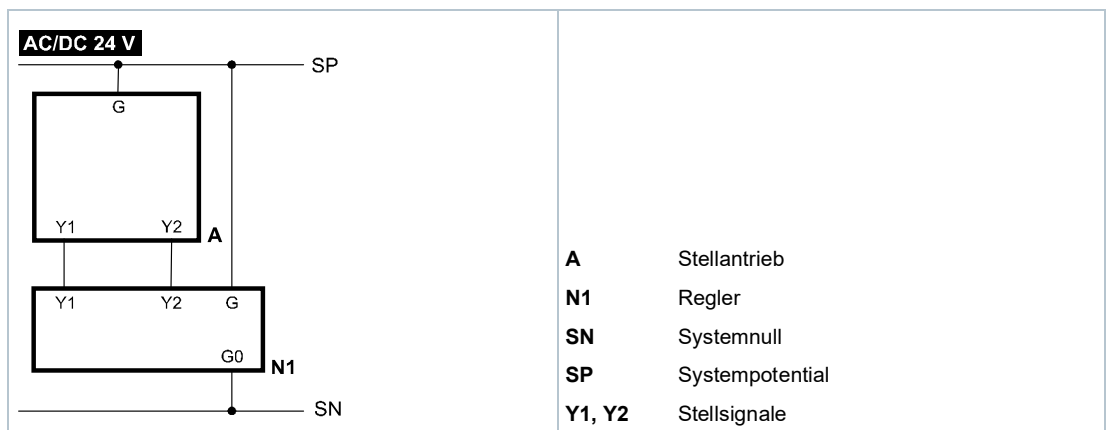 AC/DC 24 V
SP
G
Y1 Y2
A
Y1 Y2 G
G0
N1
SN
A Stellantrieb
N1 Regler
SN Systemnull
SP Systempotential
Y1, Y2 Stellsignale